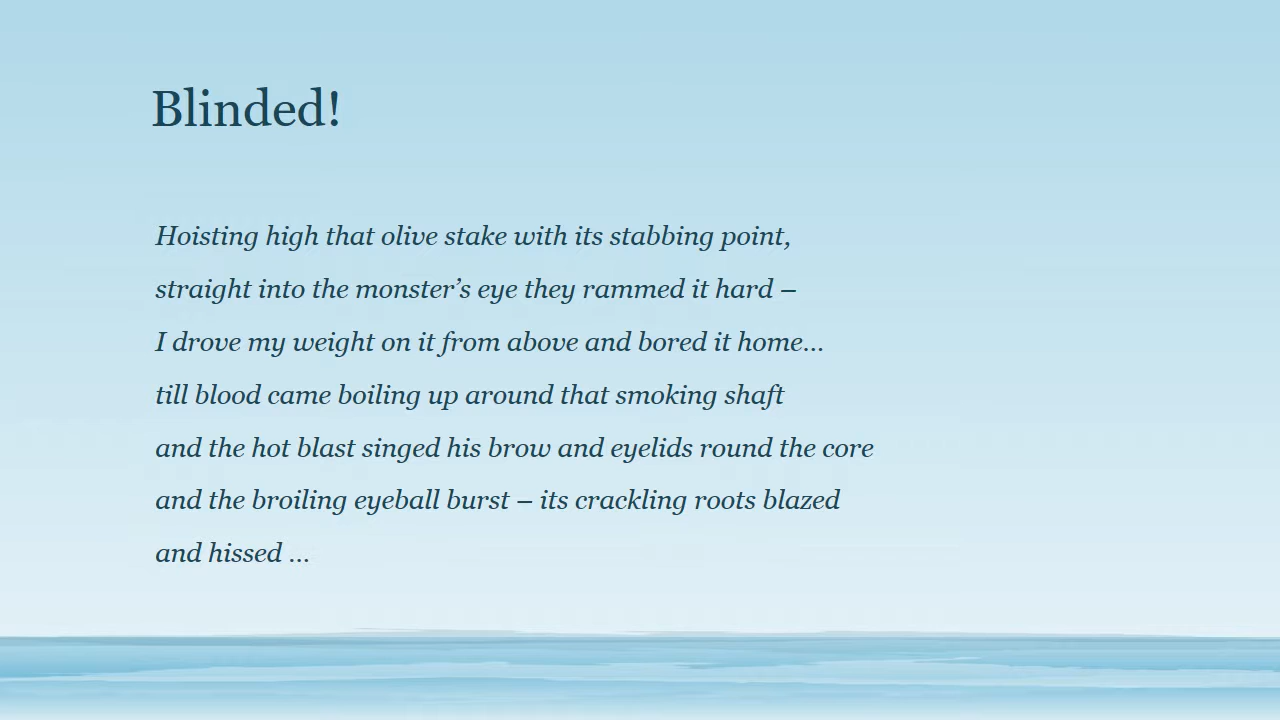 Blinded!
Hoisting high that olive stake with its stabbing point,
straight into the monster’s eye they rammed it hard –
I drove my weight on it from above and bored it home…
till blood came boiling up around that smoking shaft
and the hot blast singed his brow and eyelids round the core
and the broiling eyeball burst – its crackling roots blazed
and hissed …